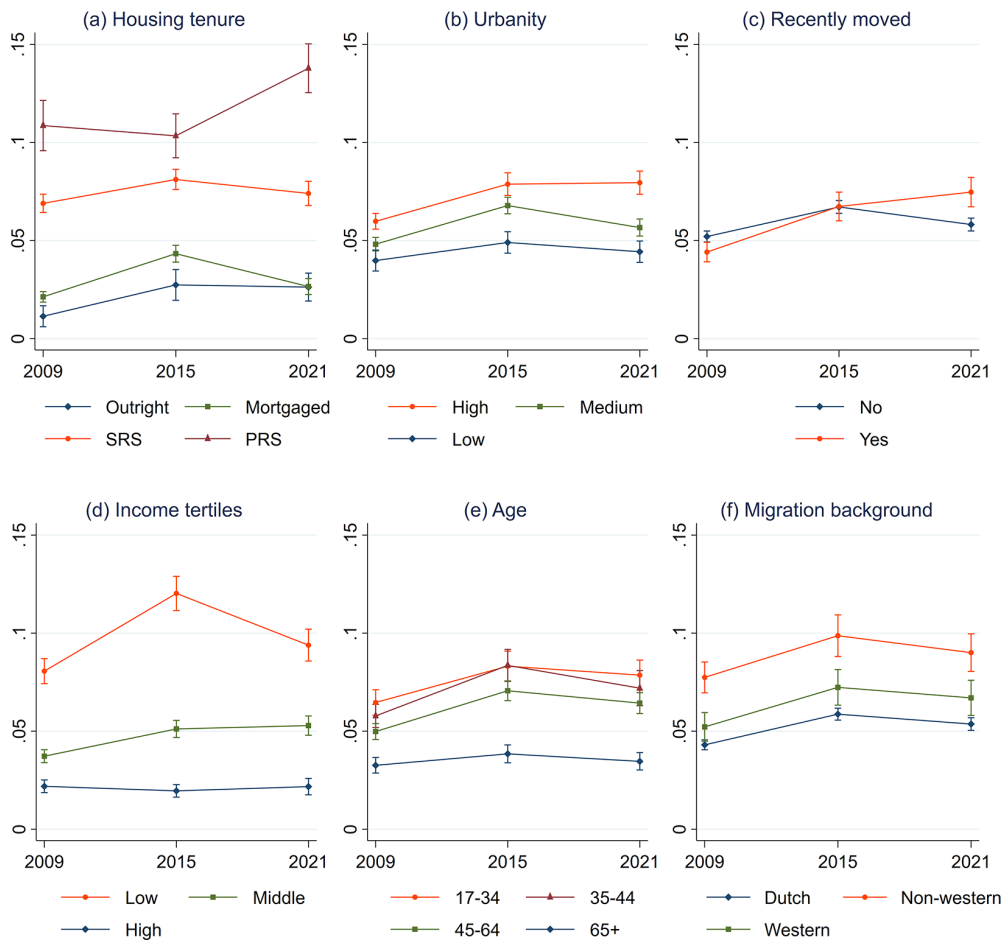 (a) Housing tenure
(b) Urbanity
(c) Recently moved
.15
.1
.05
0
2009 2015 2021
Outright Mortgaged
SRS PRS
.15
.1
.05
0
2009 2015 2021
High Medium
Low
.15
.1
.05
0
2009 2015 2021
No
Yes
(d) Income tertiles
(e) Age
(f) Migration background
.15
.1
.05
0
2009 2015 2021
Low Middle
High
.15
.1
.05
0
2009 2015 2021
17-34 35-44
45-64 65+
.15
.1
.05
0
2009 2015 2021
Dutch Non-western
Western